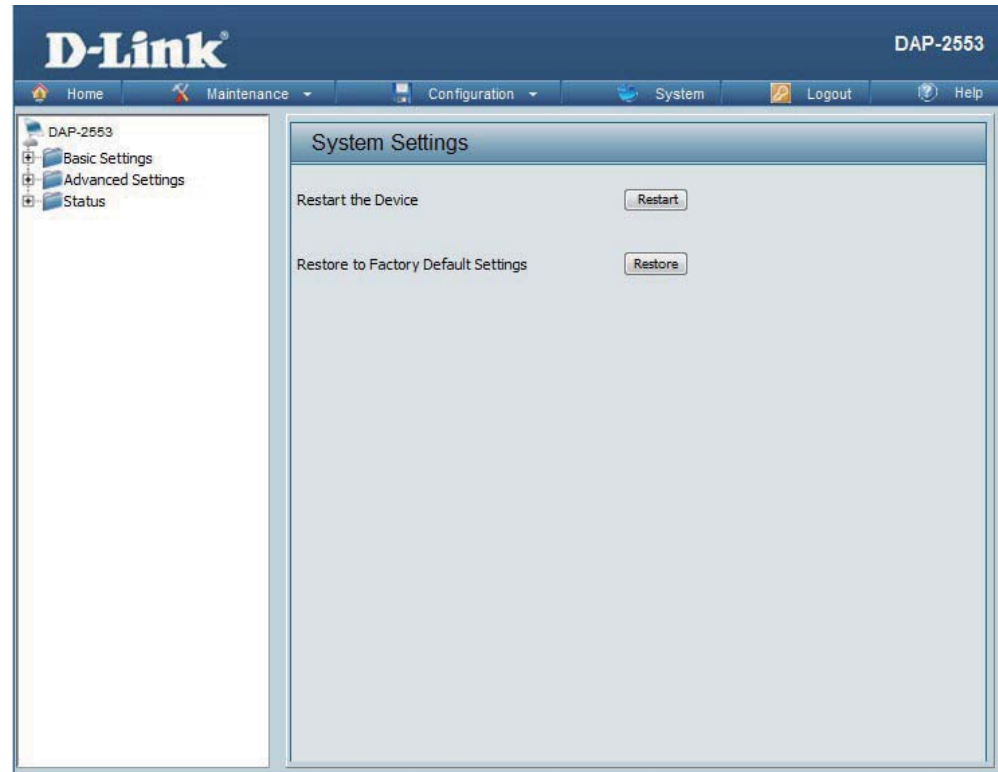 D-Link®
DAP-2553
Home Maintenance Configuration System Logout Help
DAP-2553
Basic Settings
Advanced Settings
Status
System Settings
Restart the Device Restart
Restore to Factory Default Settings Restore